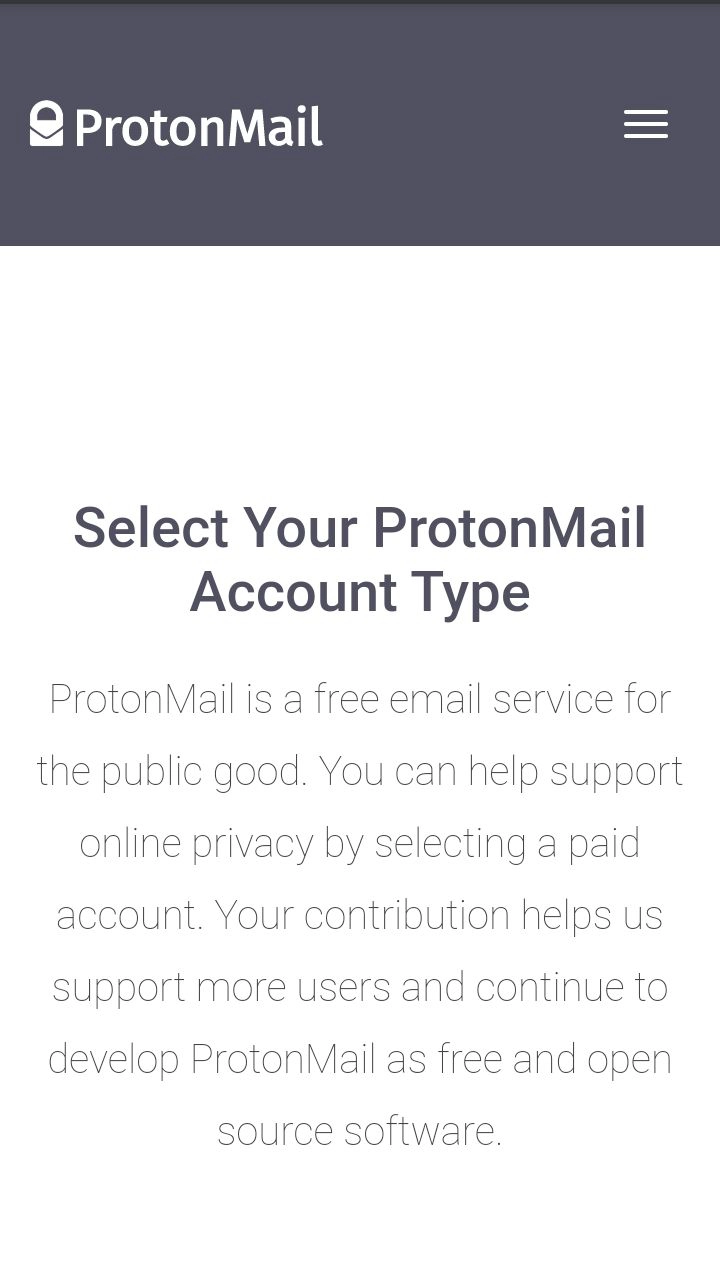 ProtonMail
Select Your ProtonMail
Account Type
ProtonMail is a free email service for
the public good. You can help support
online privacy by selecting a paid
account. Your contribution helps us
support more users and continue to
develop ProtonMail as free and open
source software.